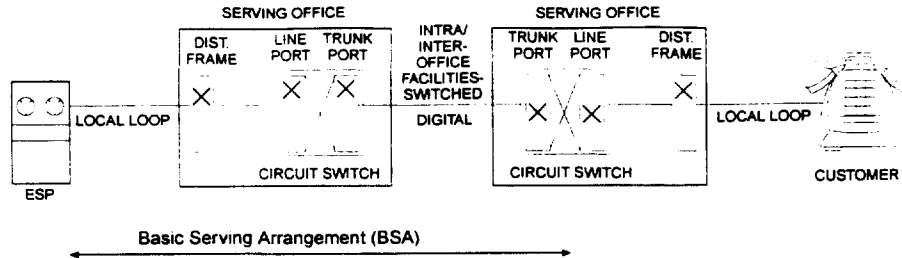 SERVING OFFICE
SERVING OFFICE
DIST.
FRAME
LINE
PORT
TRUNK
PORT
INTRA/
INTER-
OFFICE
FACILITIES-
SWITCHED
DIGITAL
TRUNK
PORT
LINE
PORT
DIST.
FRAME
LOCAL LOOP
LOCAL LOOP
CIRCUIT SWITCH
CIRCUIT SWITCH
ESP
CUSTOMER
Basic Serving Arrangement (BSA)